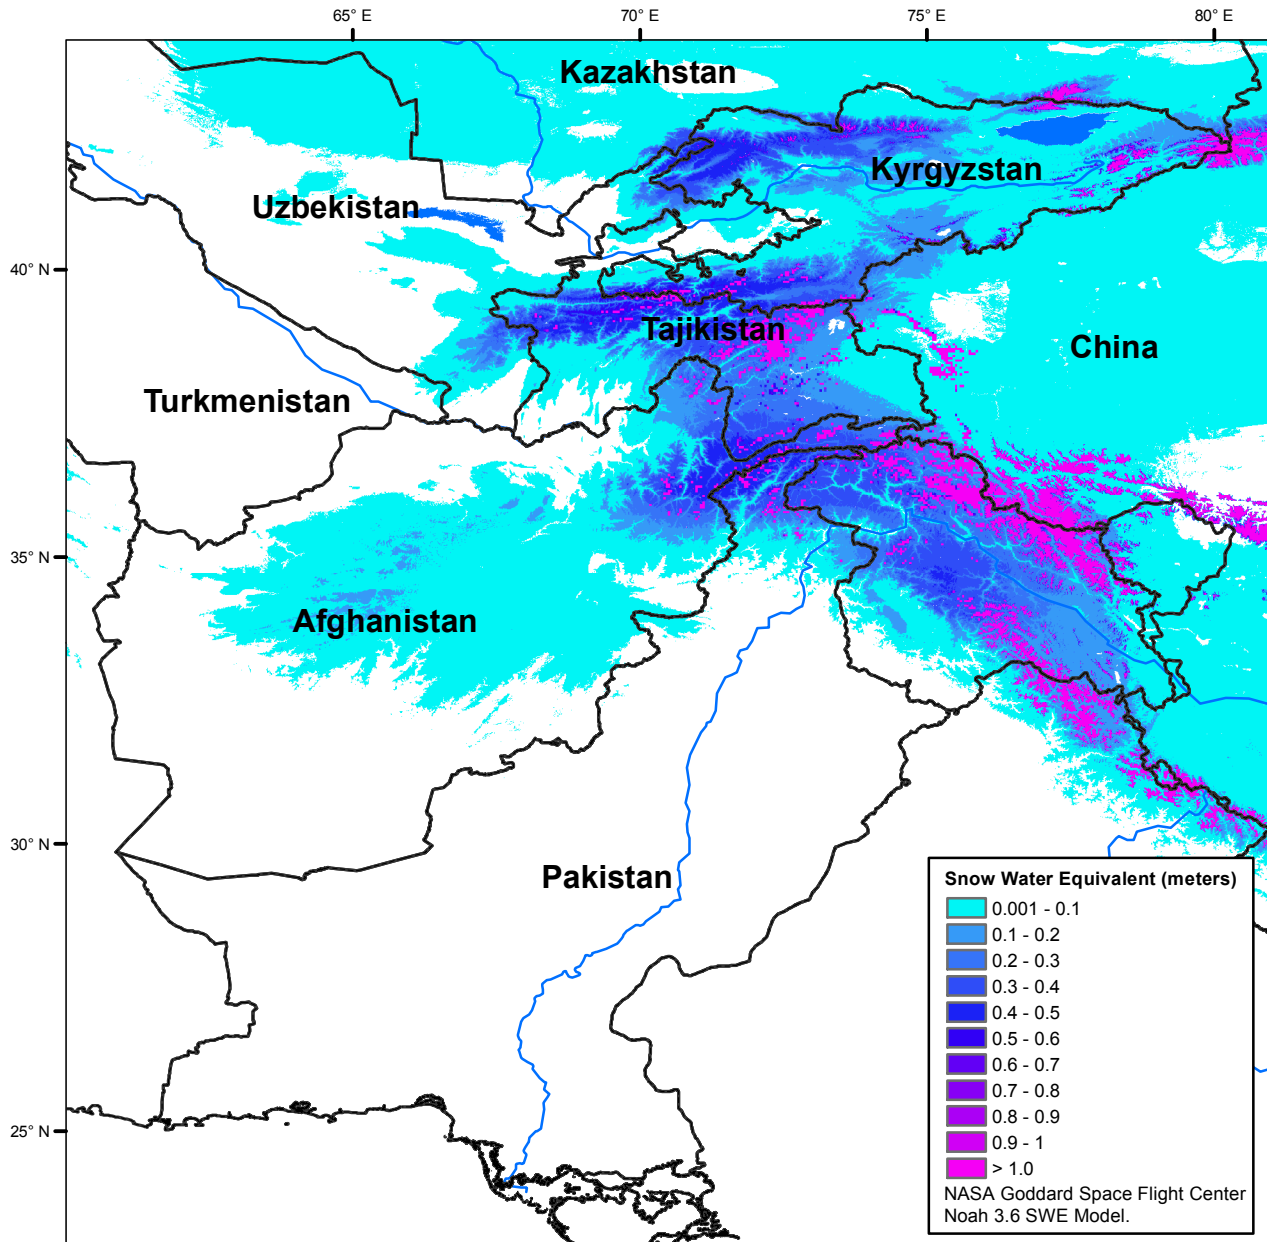 65° E
70° E
75° E
80° E
Kazakhstan
Kyrgyzstan
Uzbekistan
40° N
Tajikistan
China
Turkmenistan
35° N
Afghanistan
30° N
Pakistan
25° N
Snow Water Equivalent (meters)
0.001 - 0.1
0.1 - 0.2
0.2 - 0.3
0.3 - 0.4
0.4 - 0.5
0.5 - 0.6
0.6 - 0.7
0.7 - 0.8
0.8 - 0.9
0.9 - 1
> 1.0
NASA Goddard Space Flight Center
Noah 3.6 SWE Model.